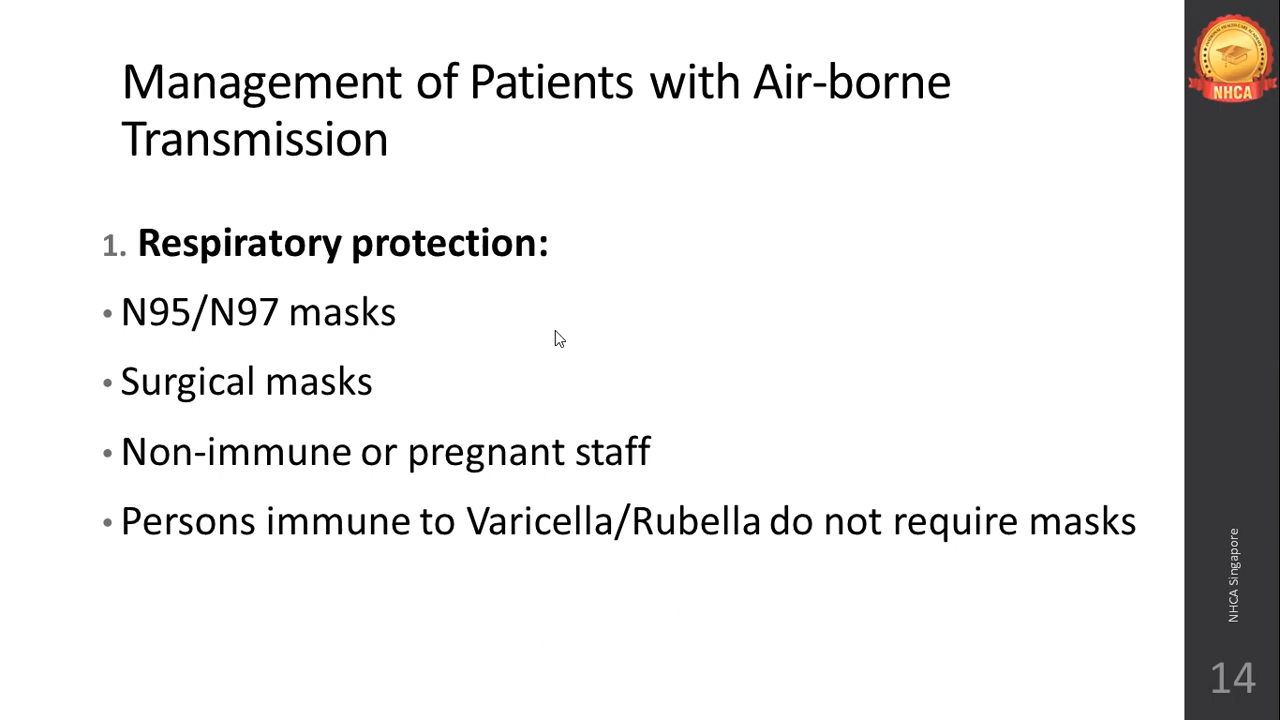 Management of Patients with Air-borne
Transmission
1. Respiratory protection:
• N95/N97 masks
• Surgical masks
• Non-immune or pregnant staff
• Persons immune to Varicella/Rubella do not require masks
NHCA
NHCA Singapore
14